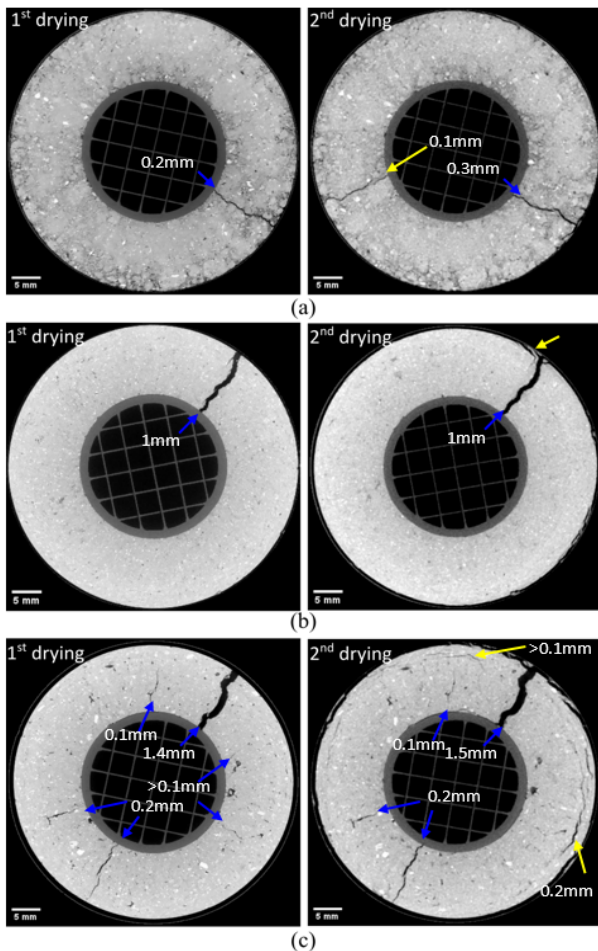 1st drying
2nd drying
0.2mm
0.1mm
0.3mm
5 mm
5 mm
(a)
1st drying
2nd drying
1mm
1mm
5 mm
5 mm
(b)
1st drying
2nd drying
>0.1mm
0.1mm
1.4mm
>0.1mm
0.2mm
0.1mm
1.5mm
0.2mm
0.2mm
5 mm
5 mm
(c)